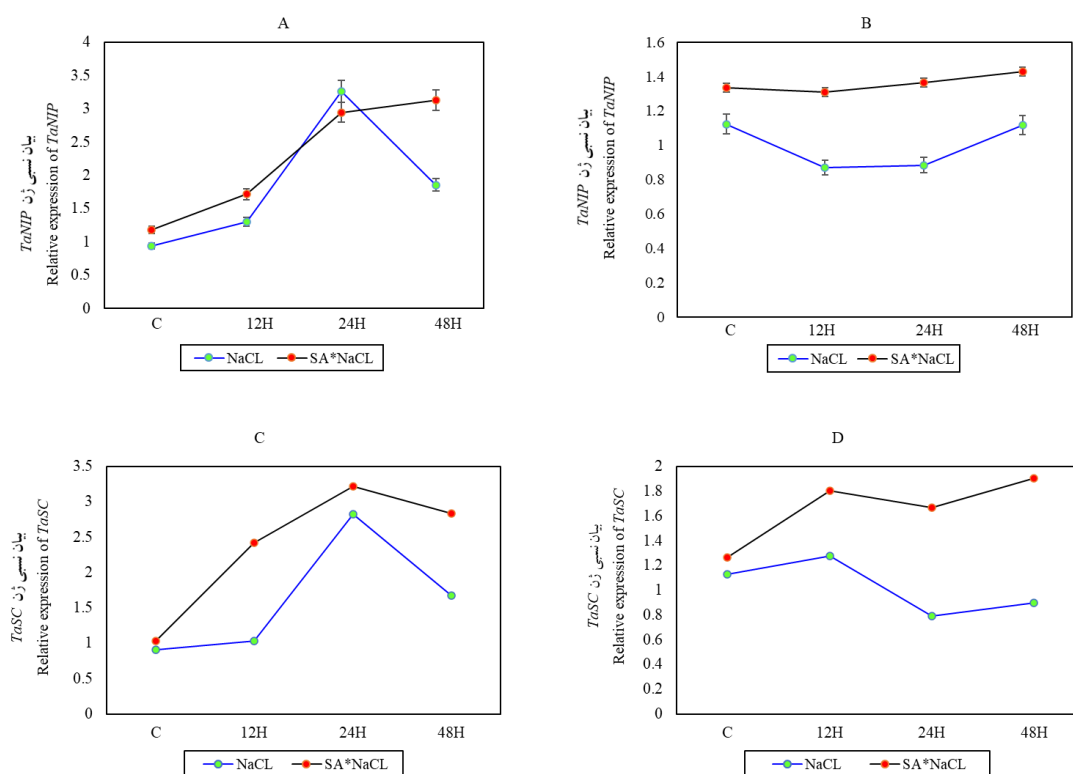 A
4
3.5
3
2.5
2
1.5
1
0.5
0
بیان نسبی ژن TaNIP
Relative expression of TaNIP
C 12H 24H 48H
NaCL SA*NaCL
B
1.6
1.4
1.2
1
0.8
0.6
0.4
0.2
0
بیان نسبی ژن TaNIP
Relative expression of TaNIP
C 12H 24H 48H
NaCL SA*NaCL
C
3.5
3
2.5
2
1.5
1
0.5
0
بیان نسبی ژن TaSC
Relative expression of TaSC
C 12H 24H 48H
NaCL SA*NaCL
D
2
1.8
1.6
1.4
1.2
1
0.8
0.6
0.4
0.2
0
بیان نسبی ژن TaSC
Relative expression of TaSC
C 12H 24H 48H
NaCL SA*NaCL